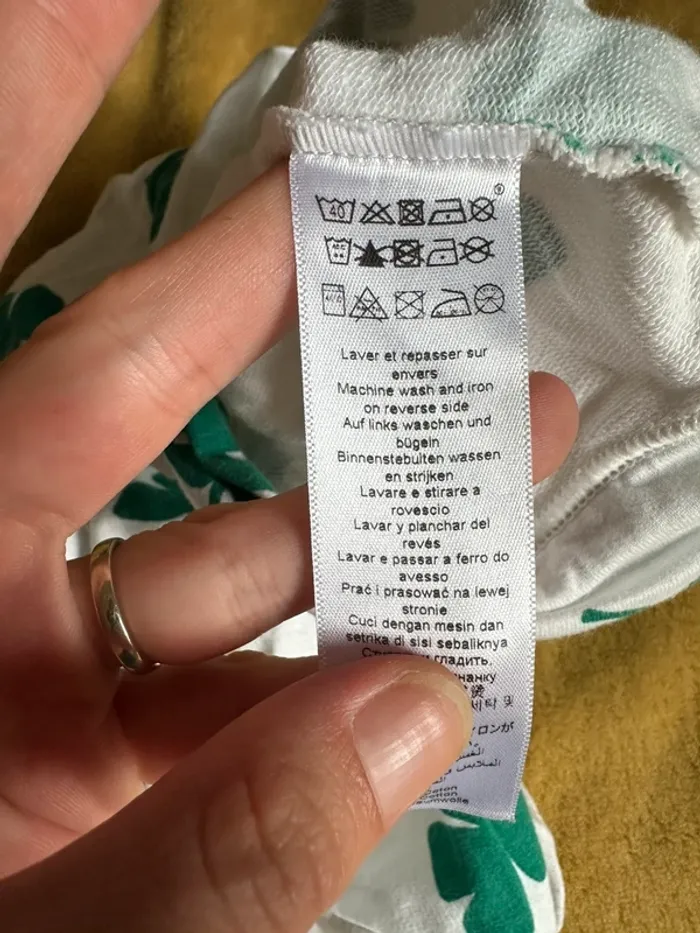 ®
40
Laver et repasser sur
envers
Machine wash and iron
on reverse side
Auf links waschen und
bügeln
Binnenstebuiten wassen
en strijken
Lavare e stirare a
rovescio
Lavar y planchar del
revés
Lavar e passar a ferro do
avesso
Prać i prasować na lewej
stronie
Cuci dengan mesin dan
setrika di sisi sebaliknya
гладить.